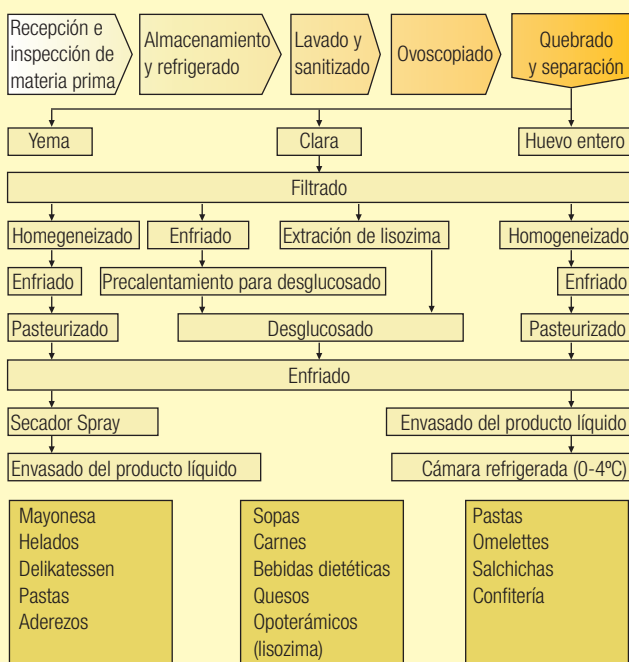 Recepción e
inspección de
materia prima
Almacenamiento
y refrigerado
Lavado y
sanitizado
Ovoscopiado
Quebrado
y separación
Yema
Clara
Huevo entero
Filtrado
Homegeneizado
Enfriado
Extración de lisozima
Homogeneizado
Enfriado
Precalentamiento para desglucosado
Enfriado
Pasteurizado
Desglucosado
Pasteurizado
Enfriado
Secador Spray
Envasado del producto líquido
Envasado del producto líquido
Cámara refrigerada (0-4ºC)
Mayonesa
Helados
Delikatessen
Pastas
Aderezos
Sopas
Carnes
Bebidas dietéticas
Quesos
Opoterámicos
(lisozima)
Pastas
Omelettes
Salchichas
Confitería